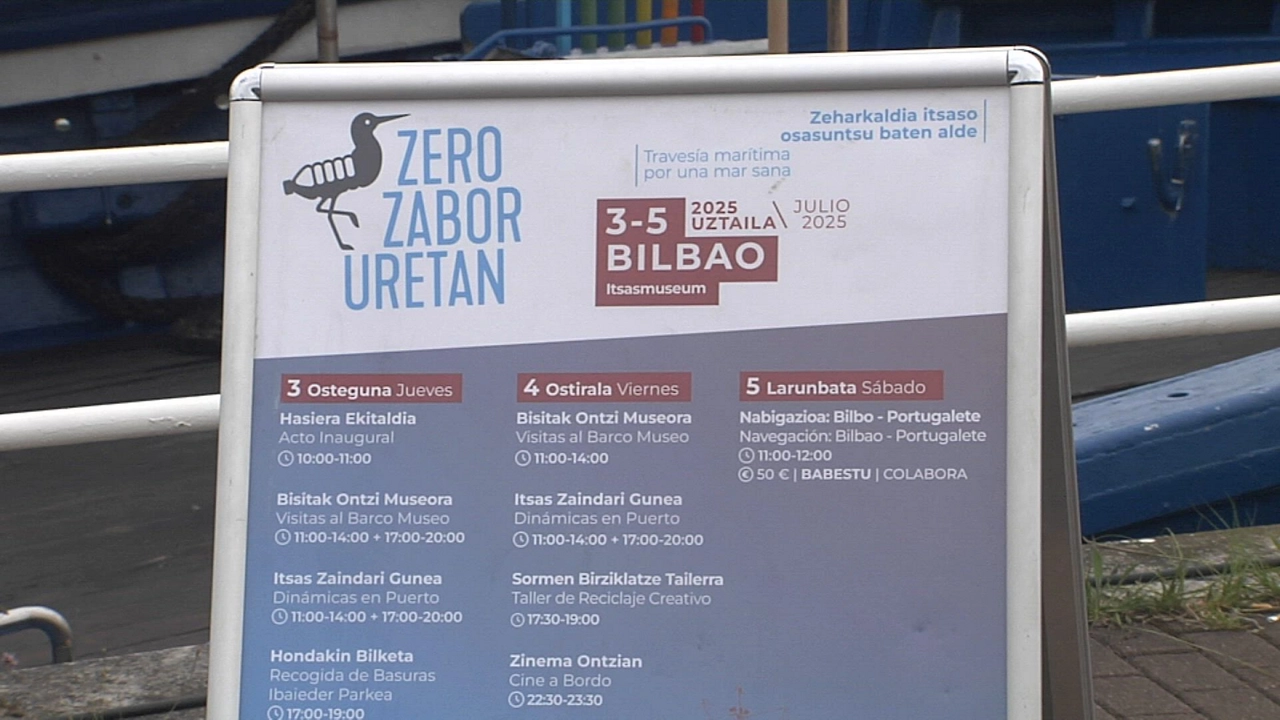 ZERO
ZABOR
URETAN
Zeharkaldia itsaso
osasuntsu baten alde
Travesía marítima
por una mar sana
3-5 2025 UZTAILA \ JULIO 2025
BILBAO
Itsasmuseum
3 Osteguna Jueves
Hasiera Ekitaldia
Acto Inaugural
10:00-11:00
Bisitak Ontzi Museora
Visitas al Barco Museo
11:00-14:00 + 17:00-20:00
Itsas Zaindari Gunea
Dinámicas en Puerto
11:00-14:00 + 17:00-20:00
Hondakin Bilketa
Recogida de Basuras
Ibaieder Parkea
17:00-19:00
4 Ostirala Viernes
Bisitak Ontzi Museora
Visitas al Barco Museo
11:00-14:00
Itsas Zaindari Gunea
Dinámicas en Puerto
11:00-14:00 + 17:00-20:00
Sormen Birziklatze Tailerra
Taller de Reciclaje Creativo
17:30-19:00
Zinema Ontzian
Cine a Bordo
22:30-23:30
5 Larunbata Sábado
Nabigazioa: Bilbo - Portugalete
Navegación: Bilbao - Portugalete
11:00-12:00
€ 50 € | BABESTU | COLABORA